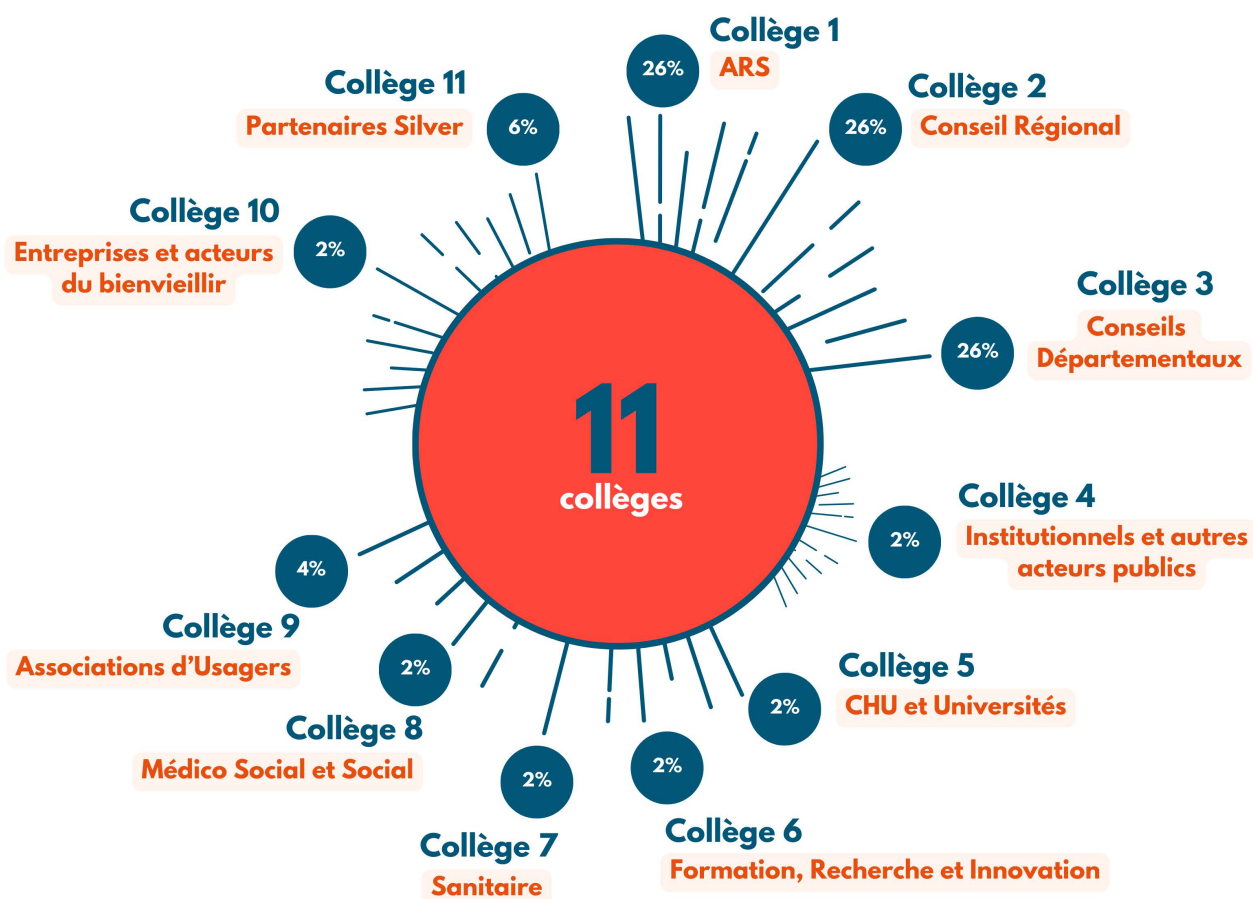 11
collèges
Collège 1
26%
ARS
Collège 2
26%
Conseil Régional
Collège 3
26%
Conseils
Départementaux
Collège 4
2%
Institutionnels et autres
acteurs publics
Collège 5
2%
CHU et Universités
Collège 6
2%
Formation, Recherche et Innovation
Collège 7
2%
Sanitaire
Collège 8
2%
Médico Social et Social
Collège 9
4%
Associations d’Usagers
Collège 10
2%
Entreprises et acteurs
du bienvieillir
Collège 11
6%
Partenaires Silver